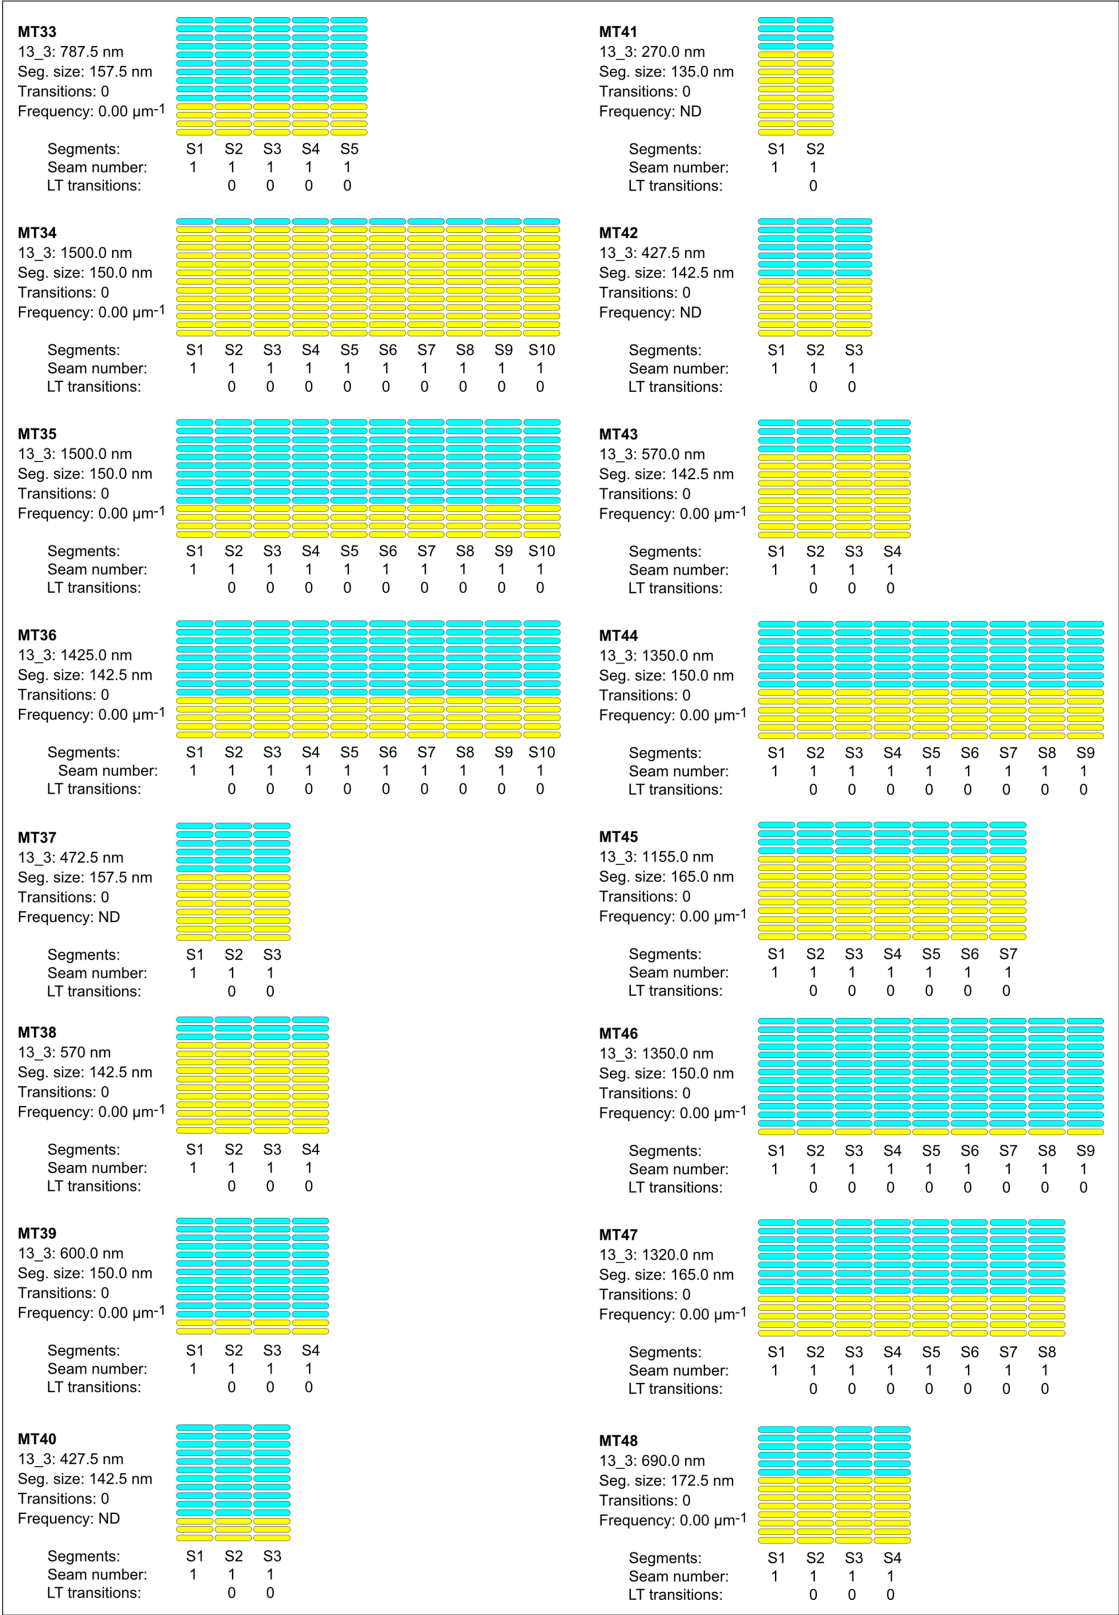 MT33
13_3: 787.5 nm
Seg. size: 157.5 nm
Transitions: 0
Frequency: 0.00 µm-1
Segments: S1 S2 S3 S4 S5
Seam number: 1 1 1 1 1
LT transitions: 0 0 0 0
MT34
13_3: 1500.0 nm
Seg. size: 150.0 nm
Transitions: 0
Frequency: 0.00 µm-1
Segments: S1 S2 S3 S4 S5 S6 S7 S8 S9 S10
Seam number: 1 1 1 1 1 1 1 1 1 1
LT transitions: 0 0 0 0 0 0 0 0 0
MT35
13_3: 1500.0 nm
Seg. size: 150.0 nm
Transitions: 0
Frequency: 0.00 µm-1
Segments: S1 S2 S3 S4 S5 S6 S7 S8 S9 S10
Seam number: 1 1 1 1 1 1 1 1 1 1
LT transitions: 0 0 0 0 0 0 0 0 0
MT36
13_3: 1425.0 nm
Seg. size: 142.5 nm
Transitions: 0
Frequency: 0.00 µm-1
Segments: S1 S2 S3 S4 S5 S6 S7 S8 S9 S10
Seam number: 1 1 1 1 1 1 1 1 1 1
LT transitions: 0 0 0 0 0 0 0 0 0
MT37
13_3: 472.5 nm
Seg. size: 157.5 nm
Transitions: 0
Frequency: ND
Segments: S1 S2 S3
Seam number: 1 1 1
LT transitions: 0 0
MT38
13_3: 570 nm
Seg. size: 142.5 nm
Transitions: 0
Frequency: 0.00 µm-1
Segments: S1 S2 S3 S4
Seam number: 1 1 1 1
LT transitions: 0 0 0
MT39
13_3: 600.0 nm
Seg. size: 150.0 nm
Transitions: 0
Frequency: 0.00 µm-1
Segments: S1 S2 S3 S4
Seam number: 1 1 1 1
LT transitions: 0 0 0
MT40
13_3: 427.5 nm
Seg. size: 142.5 nm
Transitions: 0
Frequency: ND
Segments: S1 S2 S3
Seam number: 1 1 1
LT transitions: 0 0
MT41
13_3: 270.0 nm
Seg. size: 135.0 nm
Transitions: 0
Frequency: ND
Segments: S1 S2
Seam number: 1 1
LT transitions: 0
MT42
13_3: 427.5 nm
Seg. size: 142.5 nm
Transitions: 0
Frequency: ND
Segments: S1 S2 S3
Seam number: 1 1 1
LT transitions: 0 0
MT43
13_3: 570.0 nm
Seg. size: 142.5 nm
Transitions: 0
Frequency: 0.00 µm-1
Segments: S1 S2 S3 S4
Seam number: 1 1 1 1
LT transitions: 0 0 0
MT44
13_3: 1350.0 nm
Seg. size: 150.0 nm
Transitions: 0
Frequency: 0.00 µm-1
Segments: S1 S2 S3 S4 S5 S6 S7 S8 S9
Seam number: 1 1 1 1 1 1 1 1 1
LT transitions: 0 0 0 0 0 0 0 0
MT45
13_3: 1155.0 nm
Seg. size: 165.0 nm
Transitions: 0
Frequency: 0.00 µm-1
Segments: S1 S2 S3 S4 S5 S6 S7
Seam number: 1 1 1 1 1 1 1
LT transitions: 0 0 0 0 0 0
MT46
13_3: 1350.0 nm
Seg. size: 150.0 nm
Transitions: 0
Frequency: 0.00 µm-1
Segments: S1 S2 S3 S4 S5 S6 S7 S8 S9
Seam number: 1 1 1 1 1 1 1 1 1
LT transitions: 0 0 0 0 0 0 0 0
MT47
13_3: 1320.0 nm
Seg. size: 165.0 nm
Transitions: 0
Frequency: 0.00 µm-1
Segments: S1 S2 S3 S4 S5 S6 S7 S8
Seam number: 1 1 1 1 1 1 1 1
LT transitions: 0 0 0 0 0 0 0
MT48
13_3: 690.0 nm
Seg. size: 172.5 nm
Transitions: 0
Frequency: 0.00 µm-1
Segments: S1 S2 S3 S4
Seam number: 1 1 1 1
LT transitions: 0 0 0